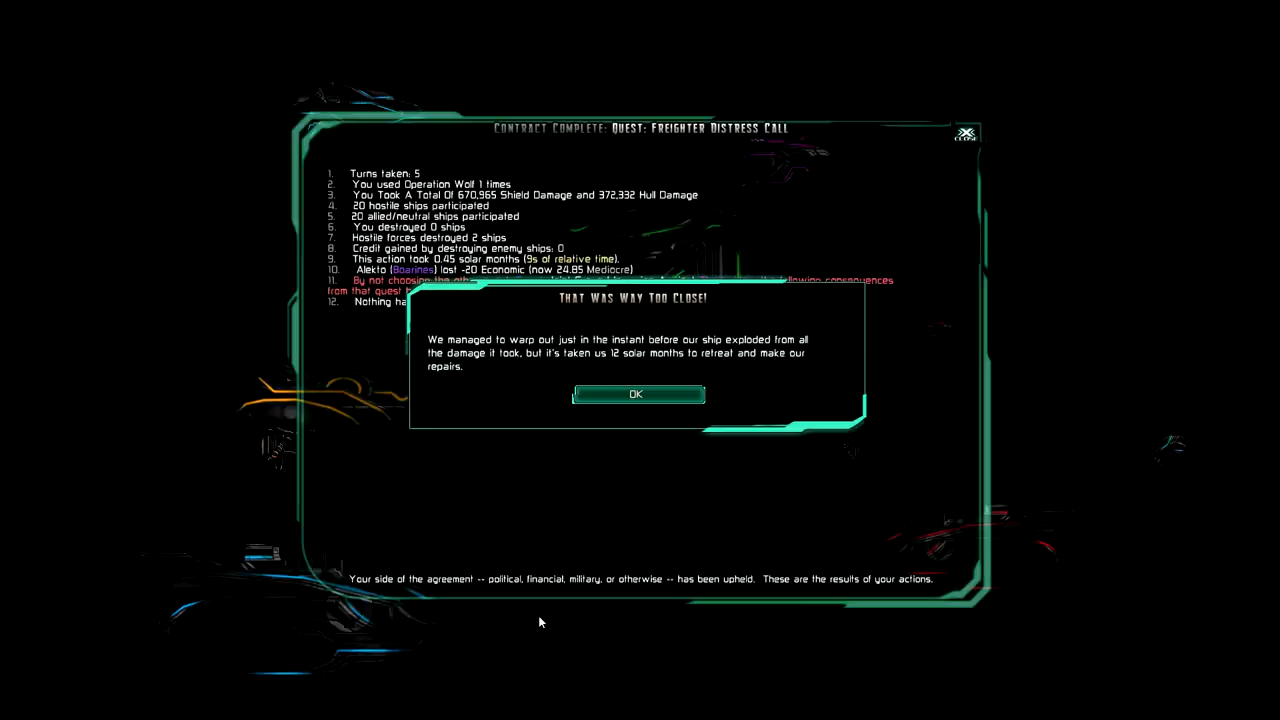 CONTRACT COMPLETE: QUEST: FREIGHTER DISTRESS CALL
CLOSE
1. Turns taken: 5
2. You used Operation Wolf 1 times
3. You Took A Total Of 670,965 Shield Damage and 372,332 Hull Damage
4. 20 hostile ships participated
5. 20 allied/neutral ships participated
6. You destroyed 0 ships
7. Hostile forces destroyed 2 ships
8. Credit gained by destroying enemy ships: 0
9. This action took 0.45 solar months (9s of relative time).
10. Alekto (Boarines) lost -20 Economic (now 24.85 Mediocre)
11. By not choosing the consequences
from that quest
12. Nothing
THAT WAS WAY TOO CLOSE!
We managed to warp out just in the instant before our ship exploded from all
the damage it took, but it's taken us 12 solar months to retreat and make our
repairs.
OK
Your side of the agreement -- political, financial, military, or otherwise -- has been upheld. These are the results of your actions.